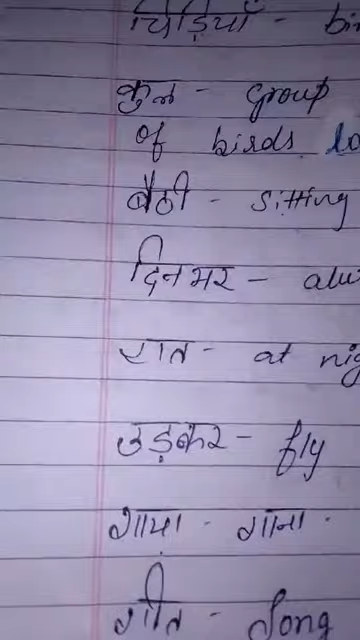 चिड़ियाँ -
कुल - group
of birds
बैठी - sitting
दिनभर -
रात - at
उड़कर - fly
गाया - गाना .
गीत - Song